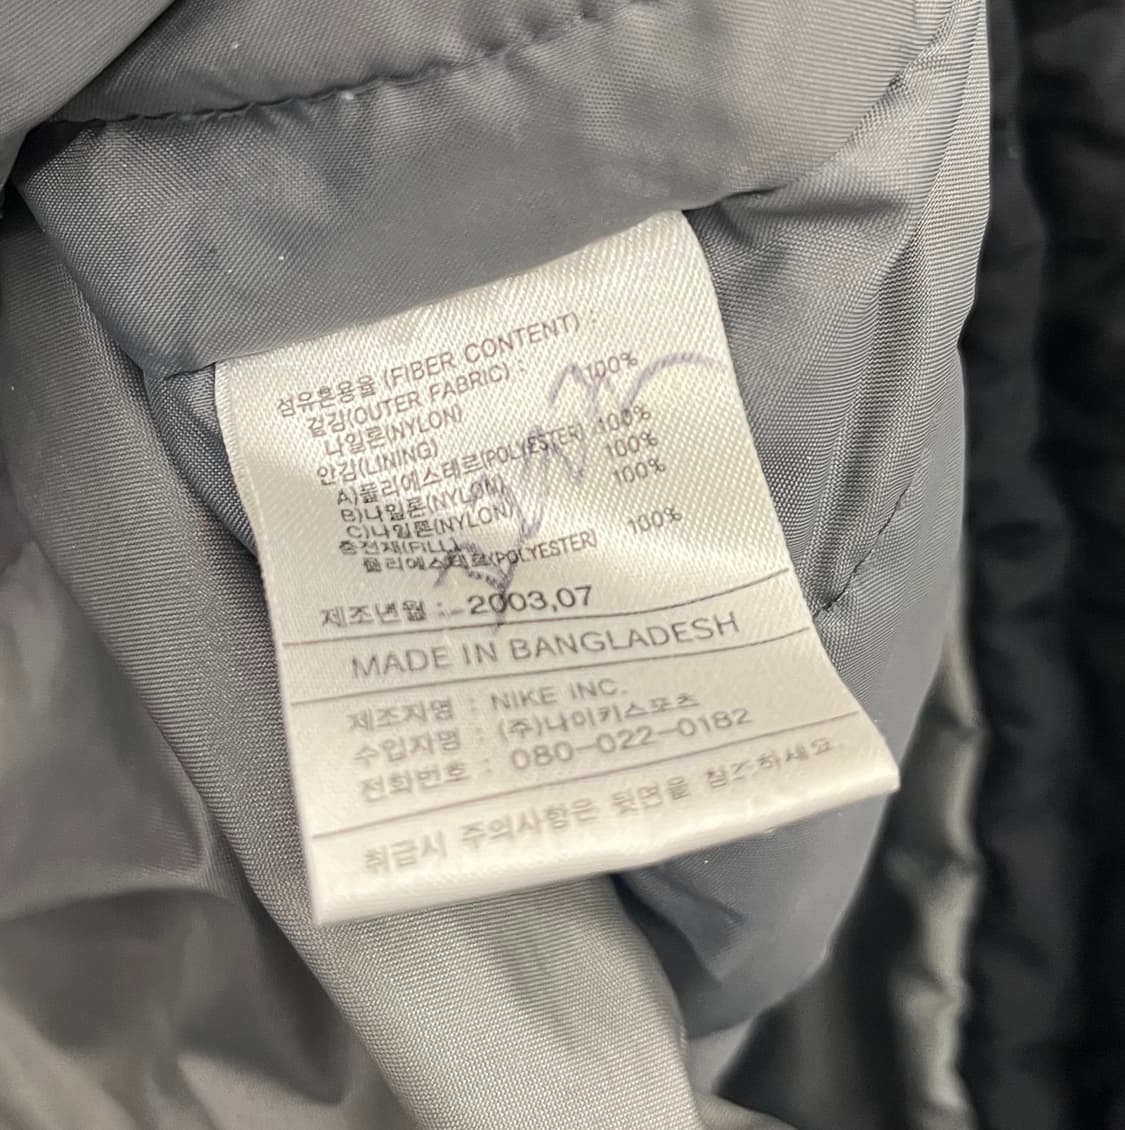 섬유혼용율 (FIBER CONTENT) :
겉감(OUTER FABRIC) :
나일론(NYLON) 100%
안감(LINING)
A)폴리에스테르(POLYESTER) 100%
B)나일론(NYLON) 100%
C)나일론(NYLON) 100%
충전재(FILL)
폴리에스테르(POLYESTER) 100%
제조년월 : 2003,07
MADE IN BANGLADESH
제조자명 : NIKE INC.
수입자명 : (주)나이키스포츠
전화번호 : 080-022-0182
취급시 주의사항은 뒷면을 참조하세요.